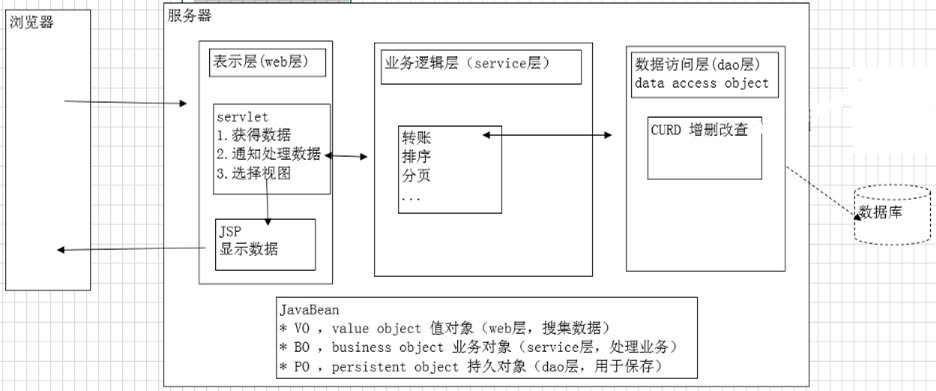 浏览器
服务器
表示层(web层)
servlet
1.获得数据
2.通知处理数据
3.选择视图
JSP
显示数据
业务逻辑层（service层）
转账
排序
分页
...
数据访问层(dao层)
data access object
CURD 增删改查
数据库
JavaBean
* VO ，value object 值对象（web层，搜集数据）
* BO ，business object 业务对象（service层，处理业务）
* PO ，persistent object 持久对象（dao层，用于保存）